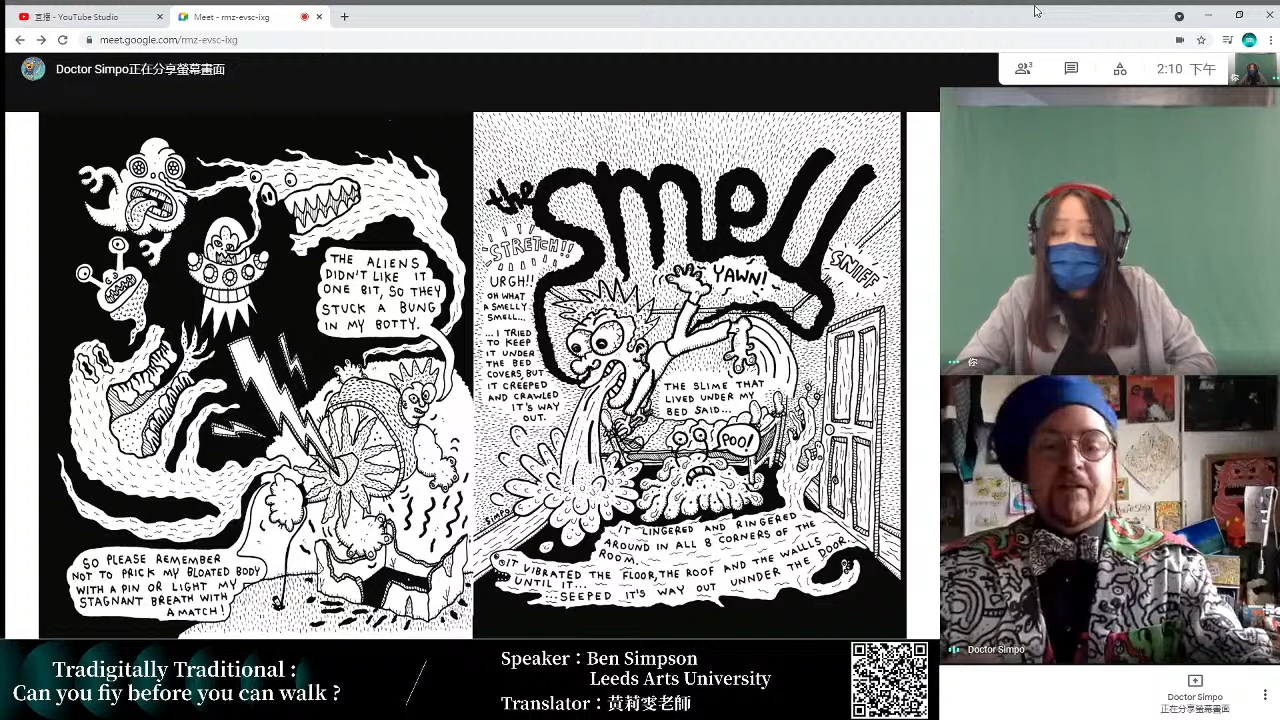 直播 - YouTube Studio
Meet - rmz-evsc-ixg
meet.google.com/rmz-evsc-ixg
Doctor Simpo正在分享螢幕畫面
3
2:10 下午
你
THE ALIENS
DIDN'T LIKE IT
ONE BIT, SO THEY
STUCK A BUNG
IN MY BOTTY.
SO PLEASE REMEMBER
NOT TO PRICK MY BLOATED BODY
WITH A PIN OR LIGHT MY
STAGNANT BREATH WITH
A MATCH!
the
smell
STRETCH!!
URGH!!
OH WHAT
A SMELLY
SMELL...
...I TRIED
TO KEEP
IT UNDER
THE BED
COVERS, BUT
IT CREEPED
AND CRAWLED
IT'S WAY
OUT.
YAWN!
SNIFF
THE SLIME THAT
LIVED UNDER MY
BED SAID...
POO!
SIMPO
IT LINGERED AND RINGERED
AROUND IN ALL 8 CORNERS OF THE
ROOM.
IT VIBRATED THE FLOOR, THE ROOF AND THE WALLS
UNTIL IT...
SEEPED IT'S WAY OUT UNNDER THE DOOR.
你
Doctor Simpo
Doctor Simpo
正在分享螢幕畫面
Tradigitally Traditional :
Can you fiy before you can walk ?
Speaker：Ben Simpson
Leeds Arts University
Translator：黃莉雯老師